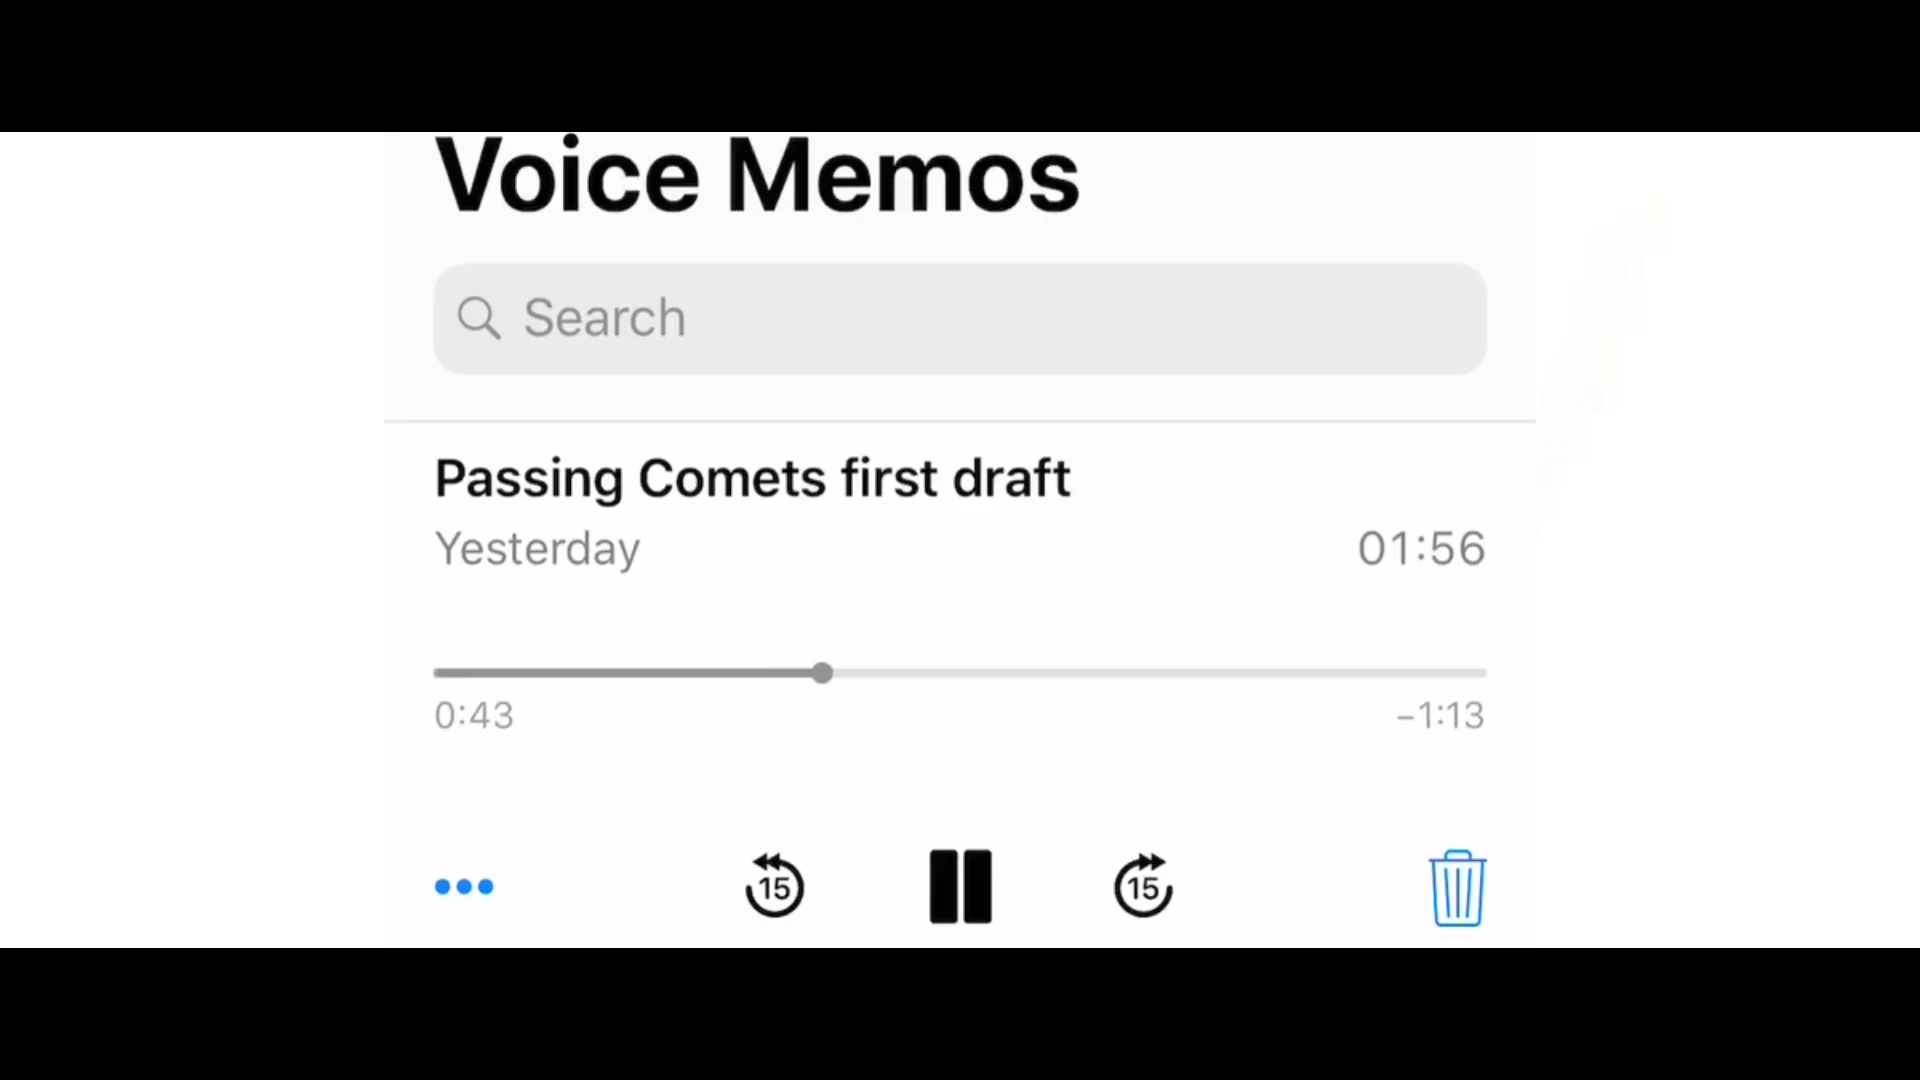 Voice Memos
Search
Passing Comets first draft
Yesterday
01:56
0:43
–1:13
15
15